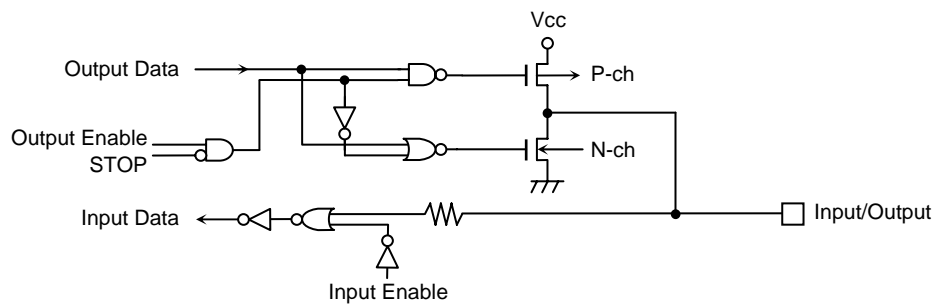 Vcc
Output Data
P-ch
Output Enable
STOP
N-ch
Input Data
Input/Output
Input Enable